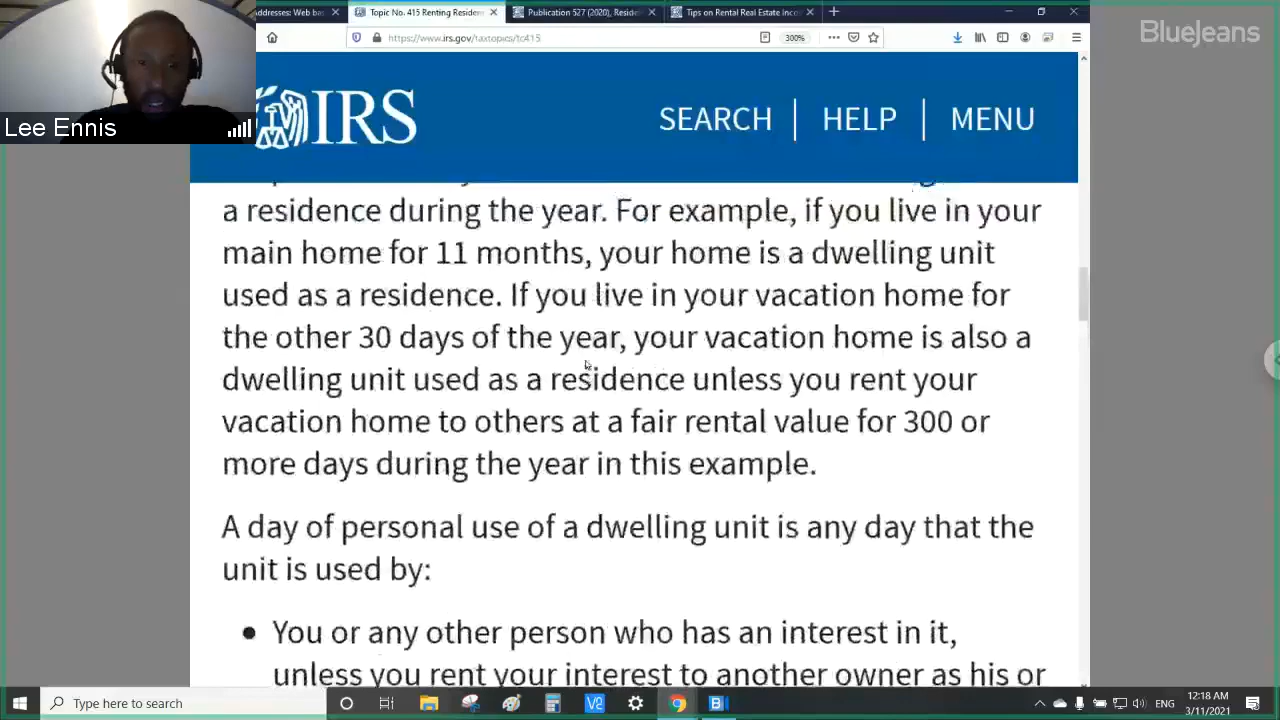 Addresses: Web bas
Topic No. 415 Renting Residen
Publication 527 (2020), Reside
Tips on Rental Real Estate Inco
https://www.irs.gov/taxtopics/tc415
300%
BlueJeans
Lee Ennis
IRS
SEARCH HELP MENU
a residence during the year. For example, if you live in your
main home for 11 months, your home is a dwelling unit
used as a residence. If you live in your vacation home for
the other 30 days of the year, your vacation home is also a
dwelling unit used as a residence unless you rent your
vacation home to others at a fair rental value for 300 or
more days during the year in this example.
A day of personal use of a dwelling unit is any day that the
unit is used by:
• You or any other person who has an interest in it,
unless you rent your interest to another owner as his or
Type here to search
ENG
12:18 AM
3/11/2021